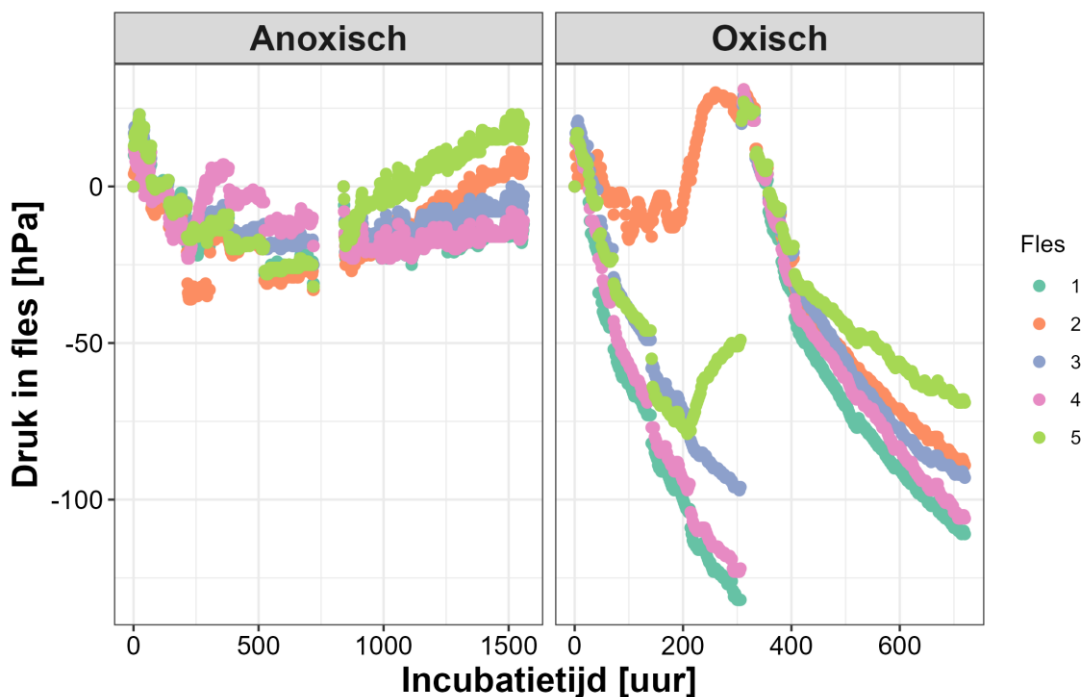 Anoxisch Oxisch
Druk in fles [hPa]
0
-50
-100
0 500 1000 1500 0 200 400 600
Incubatietijd [uur]
Fles
1
2
3
4
5